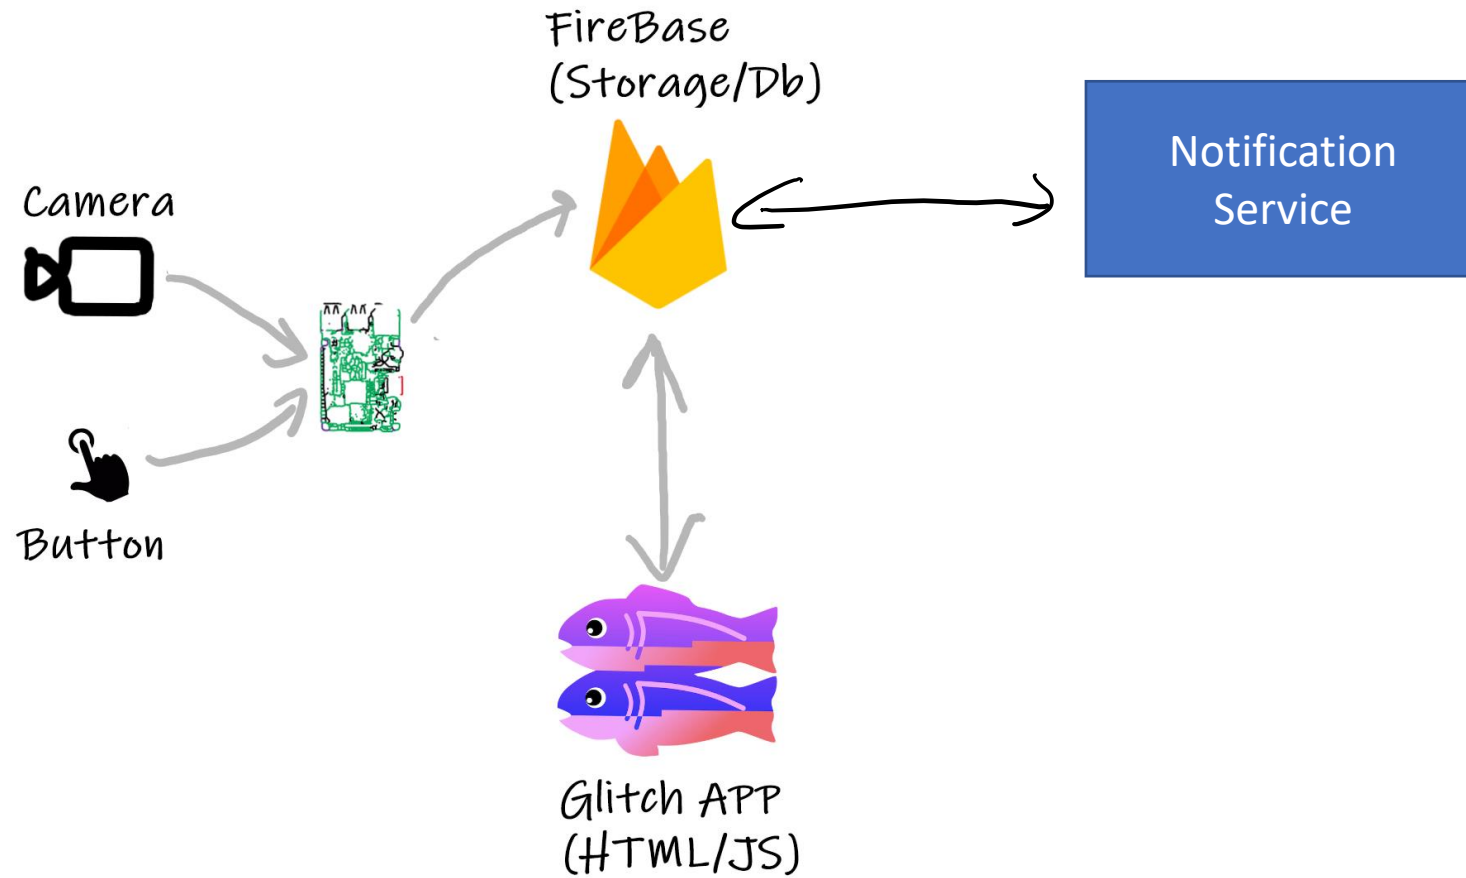 FireBase
(Storage/Db)
Notification
Service
Camera
Button
Glitch APP
(HTML/JS)